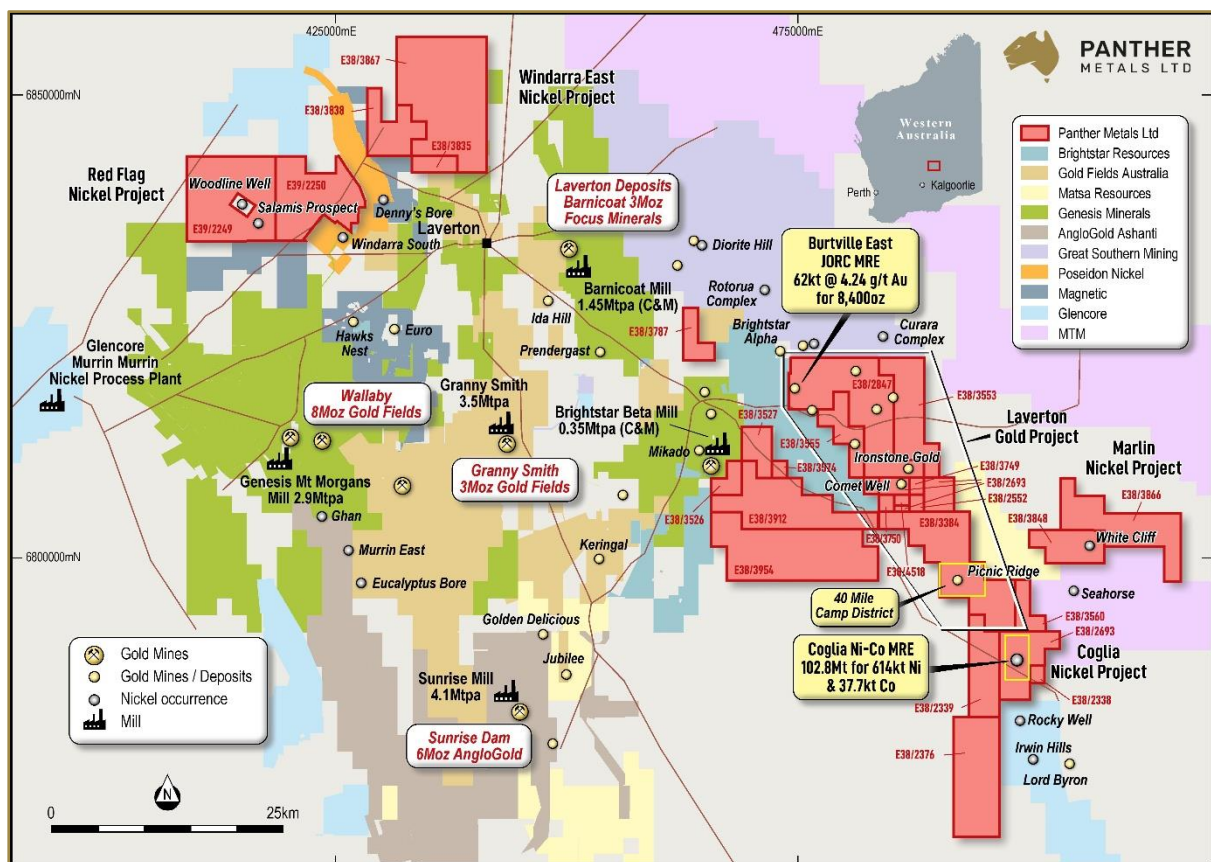 425000mE
475000mE
6850000mN
6800000mN
PANTHER
METALS LTD
Western
Australia
Perth
Kalgoorlie
Panther Metals Ltd
Brightstar Resources
Gold Fields Australia
Matsa Resources
Genesis Minerals
AngloGold Ashanti
Great Southern Mining
Poseidon Nickel
Magnetic
Glencore
MTM
E38/3867
E38/3838
E38/3835
Windarra East
Nickel Project
Red Flag
Nickel Project
Woodline Well
E39/2250
Salamis Prospect
E39/2249
Denny's Bore
Laverton
Windarra South
Laverton Deposits
Barnicoat 3Moz
Focus Minerals
Barnicoat Mill
1.45Mtpa (C&M)
Diorite Hill
Rotorua
Complex
Burtville East
JORC MRE
62kt @ 4.24 g/t Au
for 8,400oz
Ida Hill
Hawks
Nest
Euro
Prendergast
E38/3787
Brightstar
Alpha
Curara
Complex
Glencore
Murrin Murrin
Nickel Process Plant
Wallaby
8Moz Gold Fields
Granny Smith
3.5Mtpa
Brightstar Beta Mill
0.35Mtpa (C&M)
E38/2847
E38/3553
E38/3527
E38/3565
Laverton
Gold Project
Granny Smith
3Moz Gold Fields
Mikado
Ironstone Gold
Marlin
Nickel Project
Genesis Mt Morgans
Mill 2.9Mtpa
E38/3974
Comet Well
E38/3749
E38/2693
E38/2552
E38/3866
Ghan
E38/3526
E38/3912
E38/3750
E38/3384
E38/3848
White Cliff
Murrin East
Keringal
E38/3954
E38/4518
Picnic Ridge
Eucalyptus Bore
40 Mile
Camp District
Seahorse
Golden Delicious
E38/3560
E38/2693
Coglia
Nickel Project
Jubilee
Coglia Ni-Co MRE
102.8Mt for 614kt Ni
& 37.7kt Co
Sunrise Mill
4.1Mtpa
E38/2338
E38/2339
Rocky Well
Sunrise Dam
6Moz AngloGold
E38/2376
Irwin Hills
Lord Byron
Gold Mines
Gold Mines / Deposits
Nickel occurrence
Mill
N
0
25km